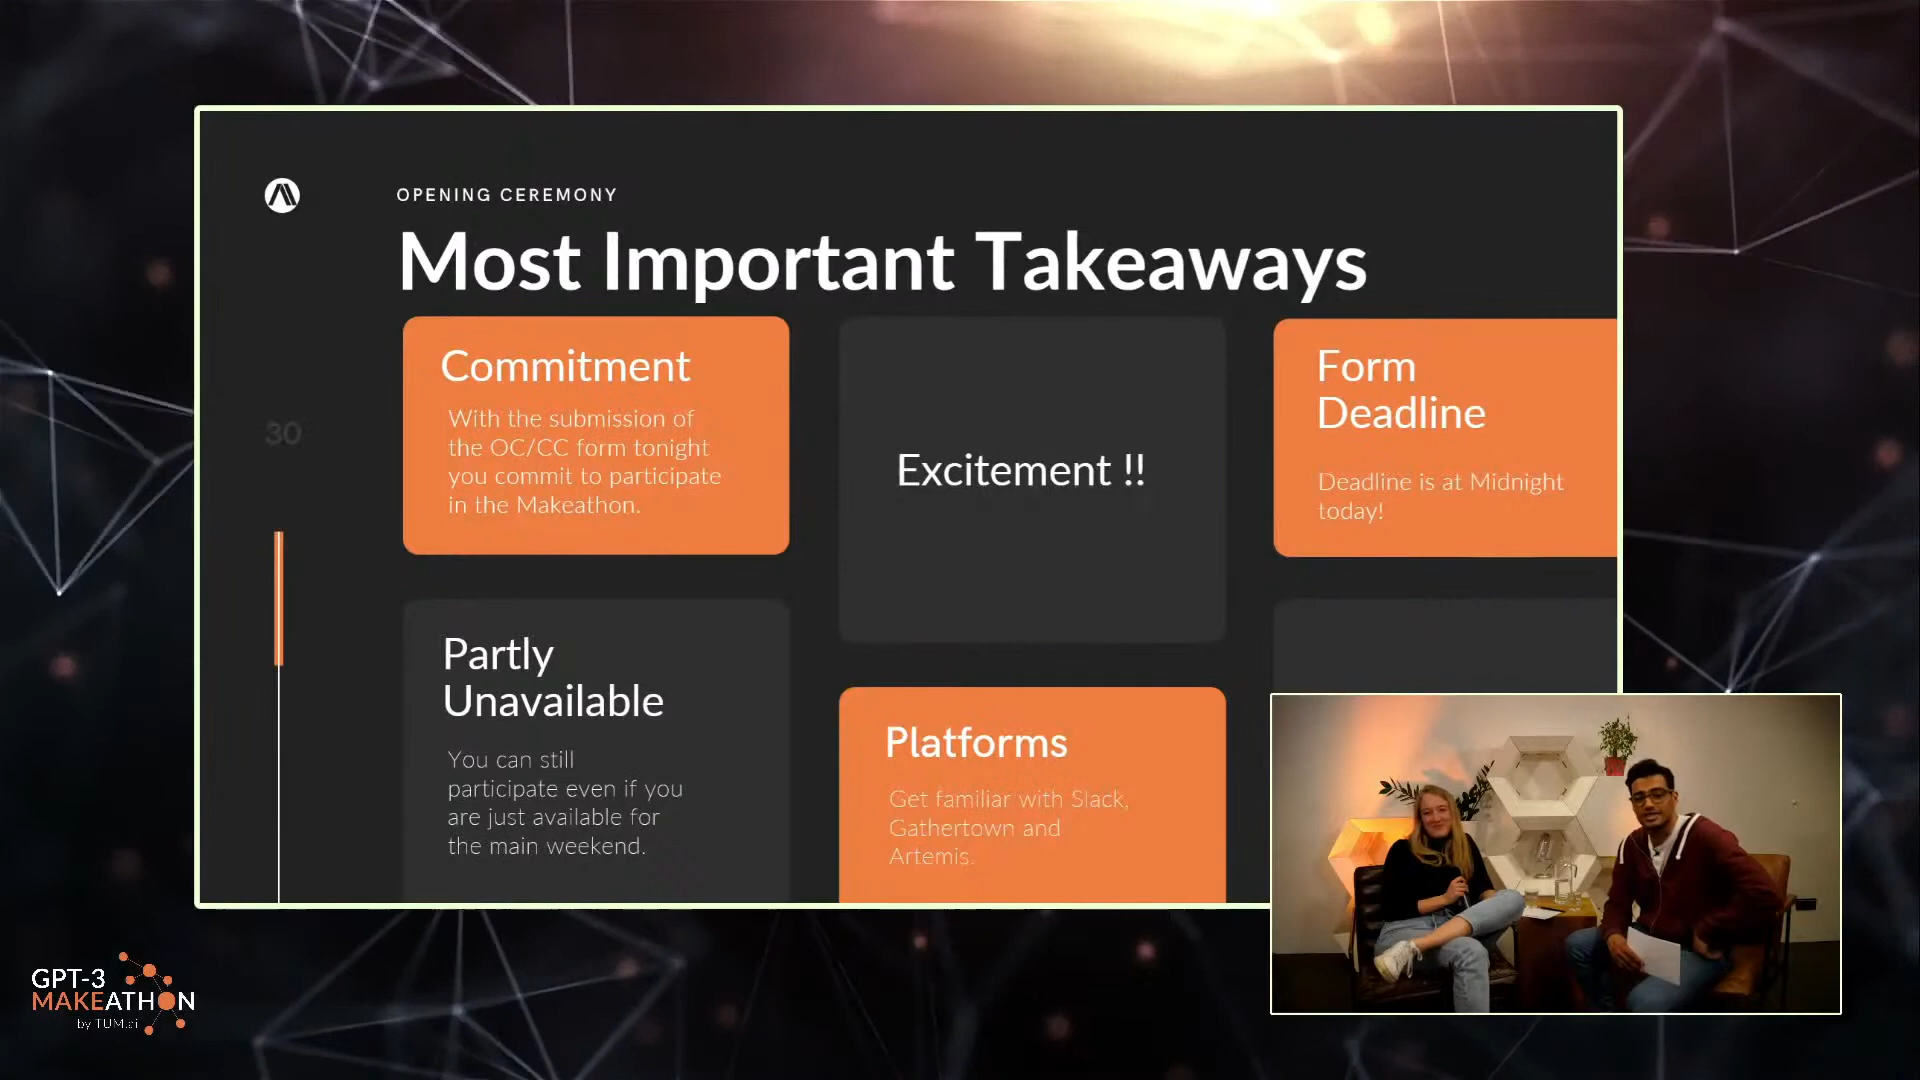 OPENING CEREMONY
Most Important Takeaways
Commitment
With the submission of
the OC/CC form tonight
you commit to participate
in the Makeathon.
Excitement !!
Form
Deadline
Deadline is at Midnight
today!
30
Partly
Unavailable
You can still
participate even if you
are just available for
the main weekend.
Platforms
Get familiar with Slack,
Gathertown and
Artemis.
GPT-3
MAKEATHON
by TUM.ai